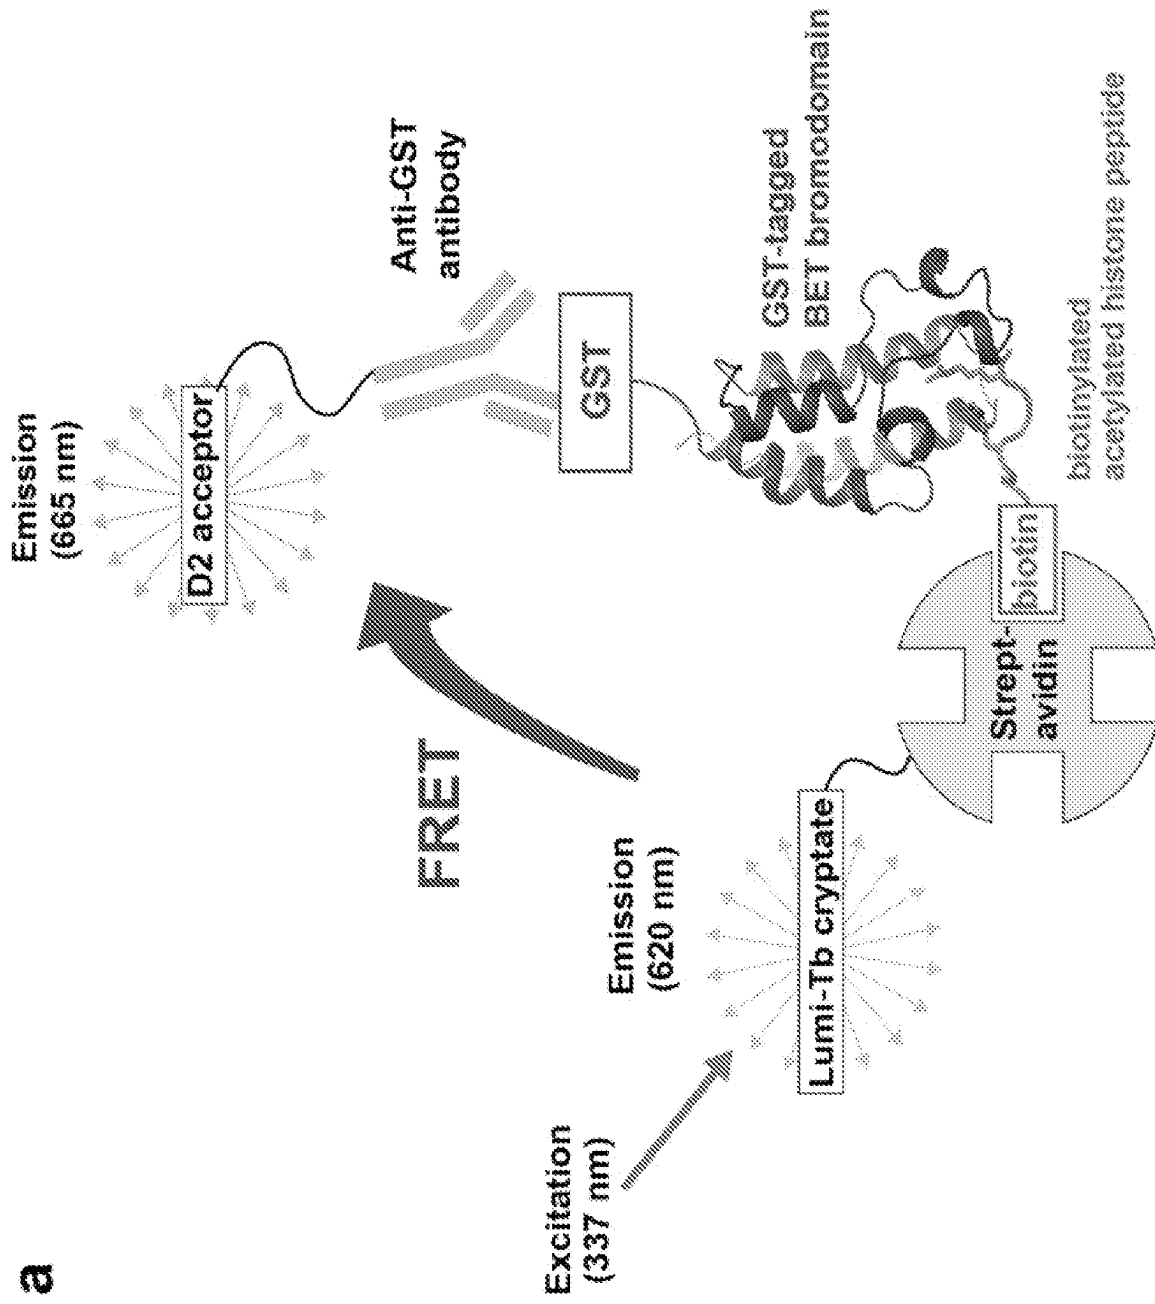 a
Emission
(665 nm)
D2 acceptor
Anti-GST
antibody
FRET
GST
Excitation
(337 nm)
Emission
(620 nm)
GST-tagged
BET bromodomain
Lumi-Tb cryptate
Strept-
avidin
biotin
biotinylated
acetylated histone peptide